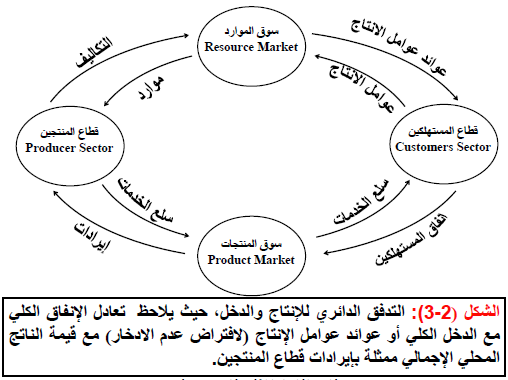 سوق الموارد
Resource Market
التكاليف
عوائد عوامل الانتاج
موارد
عوامل الانتاج
قطاع المنتجين
Producer Sector
قطاع المستهلكين
Customers Sector
سلع الخدمات
سلع الخدمات
إيرادات
انفاق المستهلكين
سوق المنتجات
Product Market
الشكل (2-3): التدفق الدائري للإنتاج والدخل، حيث يلاحظ تعادل الإنفاق الكلي
مع الدخل الكلي أو عوائد عوامل الإنتاج (لافتراض عدم الادخار) مع قيمة الناتج
المحلي الإجمالي ممثلة بإيرادات قطاع المنتجين.